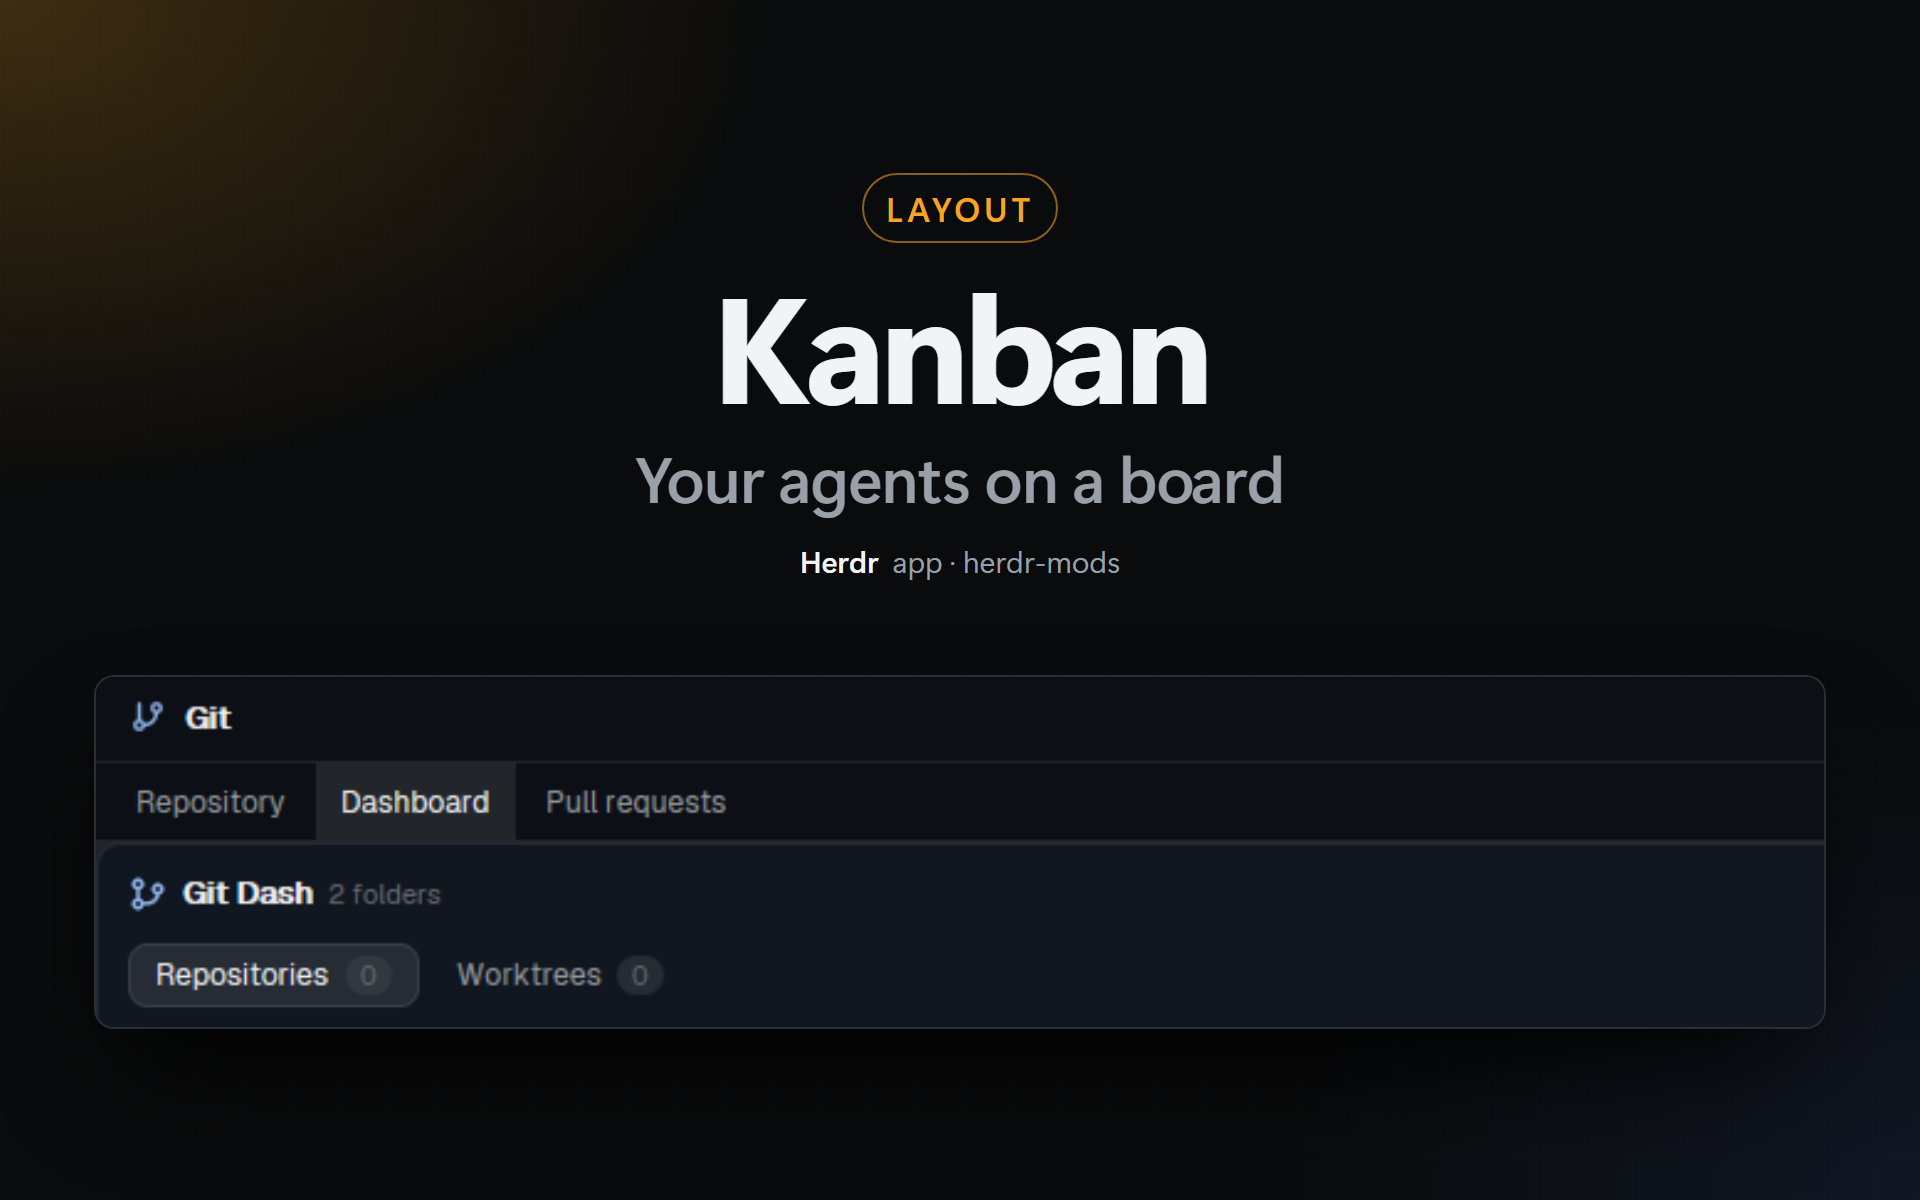 LAYOUT
Kanban
Your agents on a board
Herdr app · herdr-mods
Git
Repository Dashboard Pull requests
Git Dash 2 folders
Repositories 0 Worktrees 0